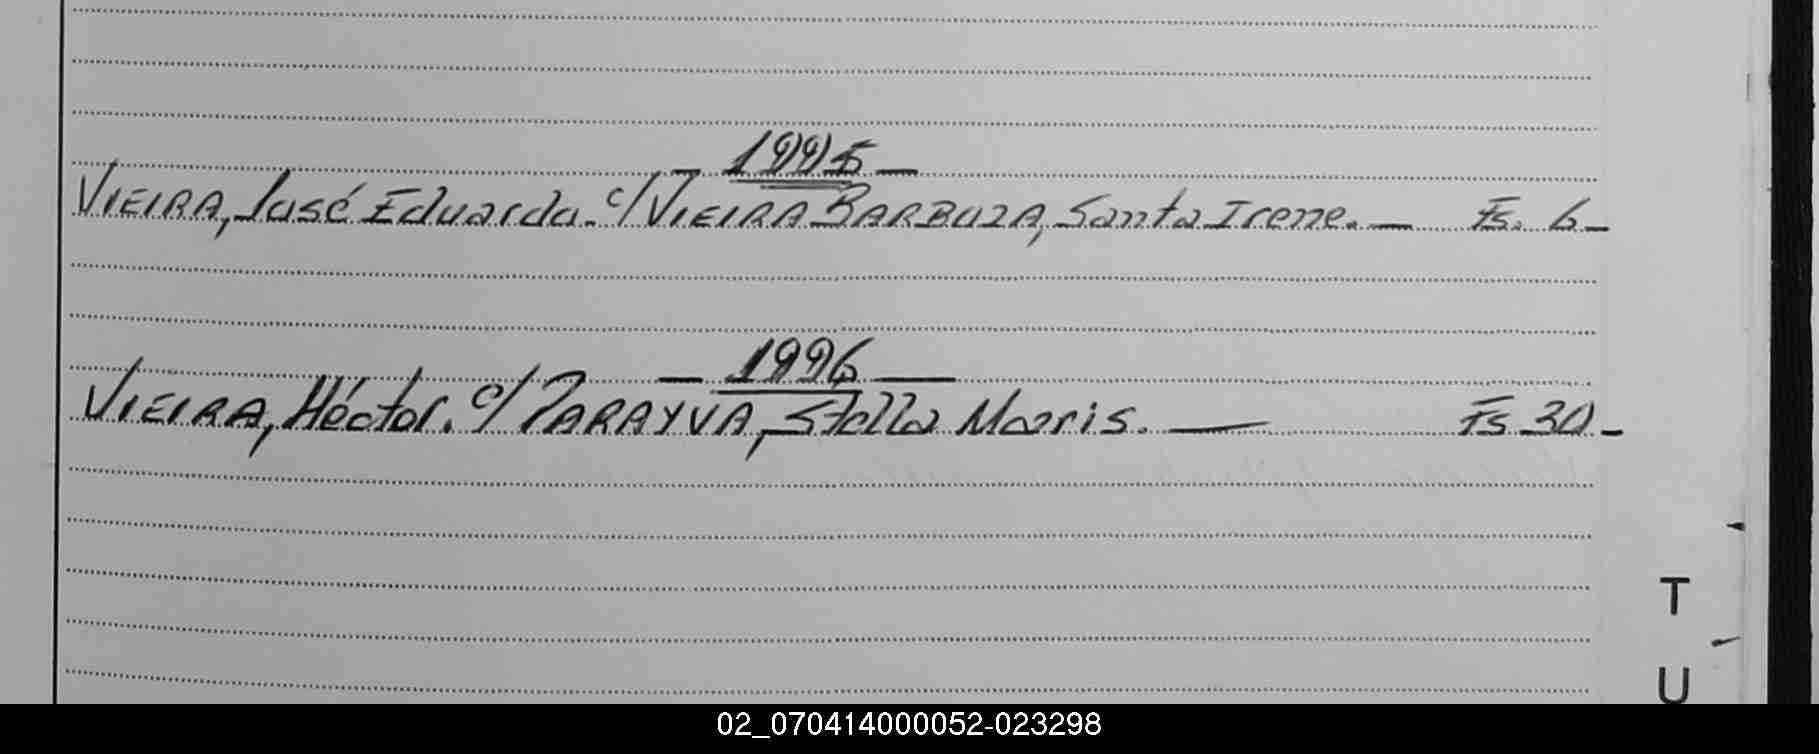 — 1995 —
VIEIRA, José Eduardo. c/ VIEIRA BARBOZA, Santa Irene. — Fs. 6 —
— 1996 —
VIEIRA, Héctor. c/ PARAYVA, Stella Maris. — Fs 30 —
T
U
02_070414000052-023298